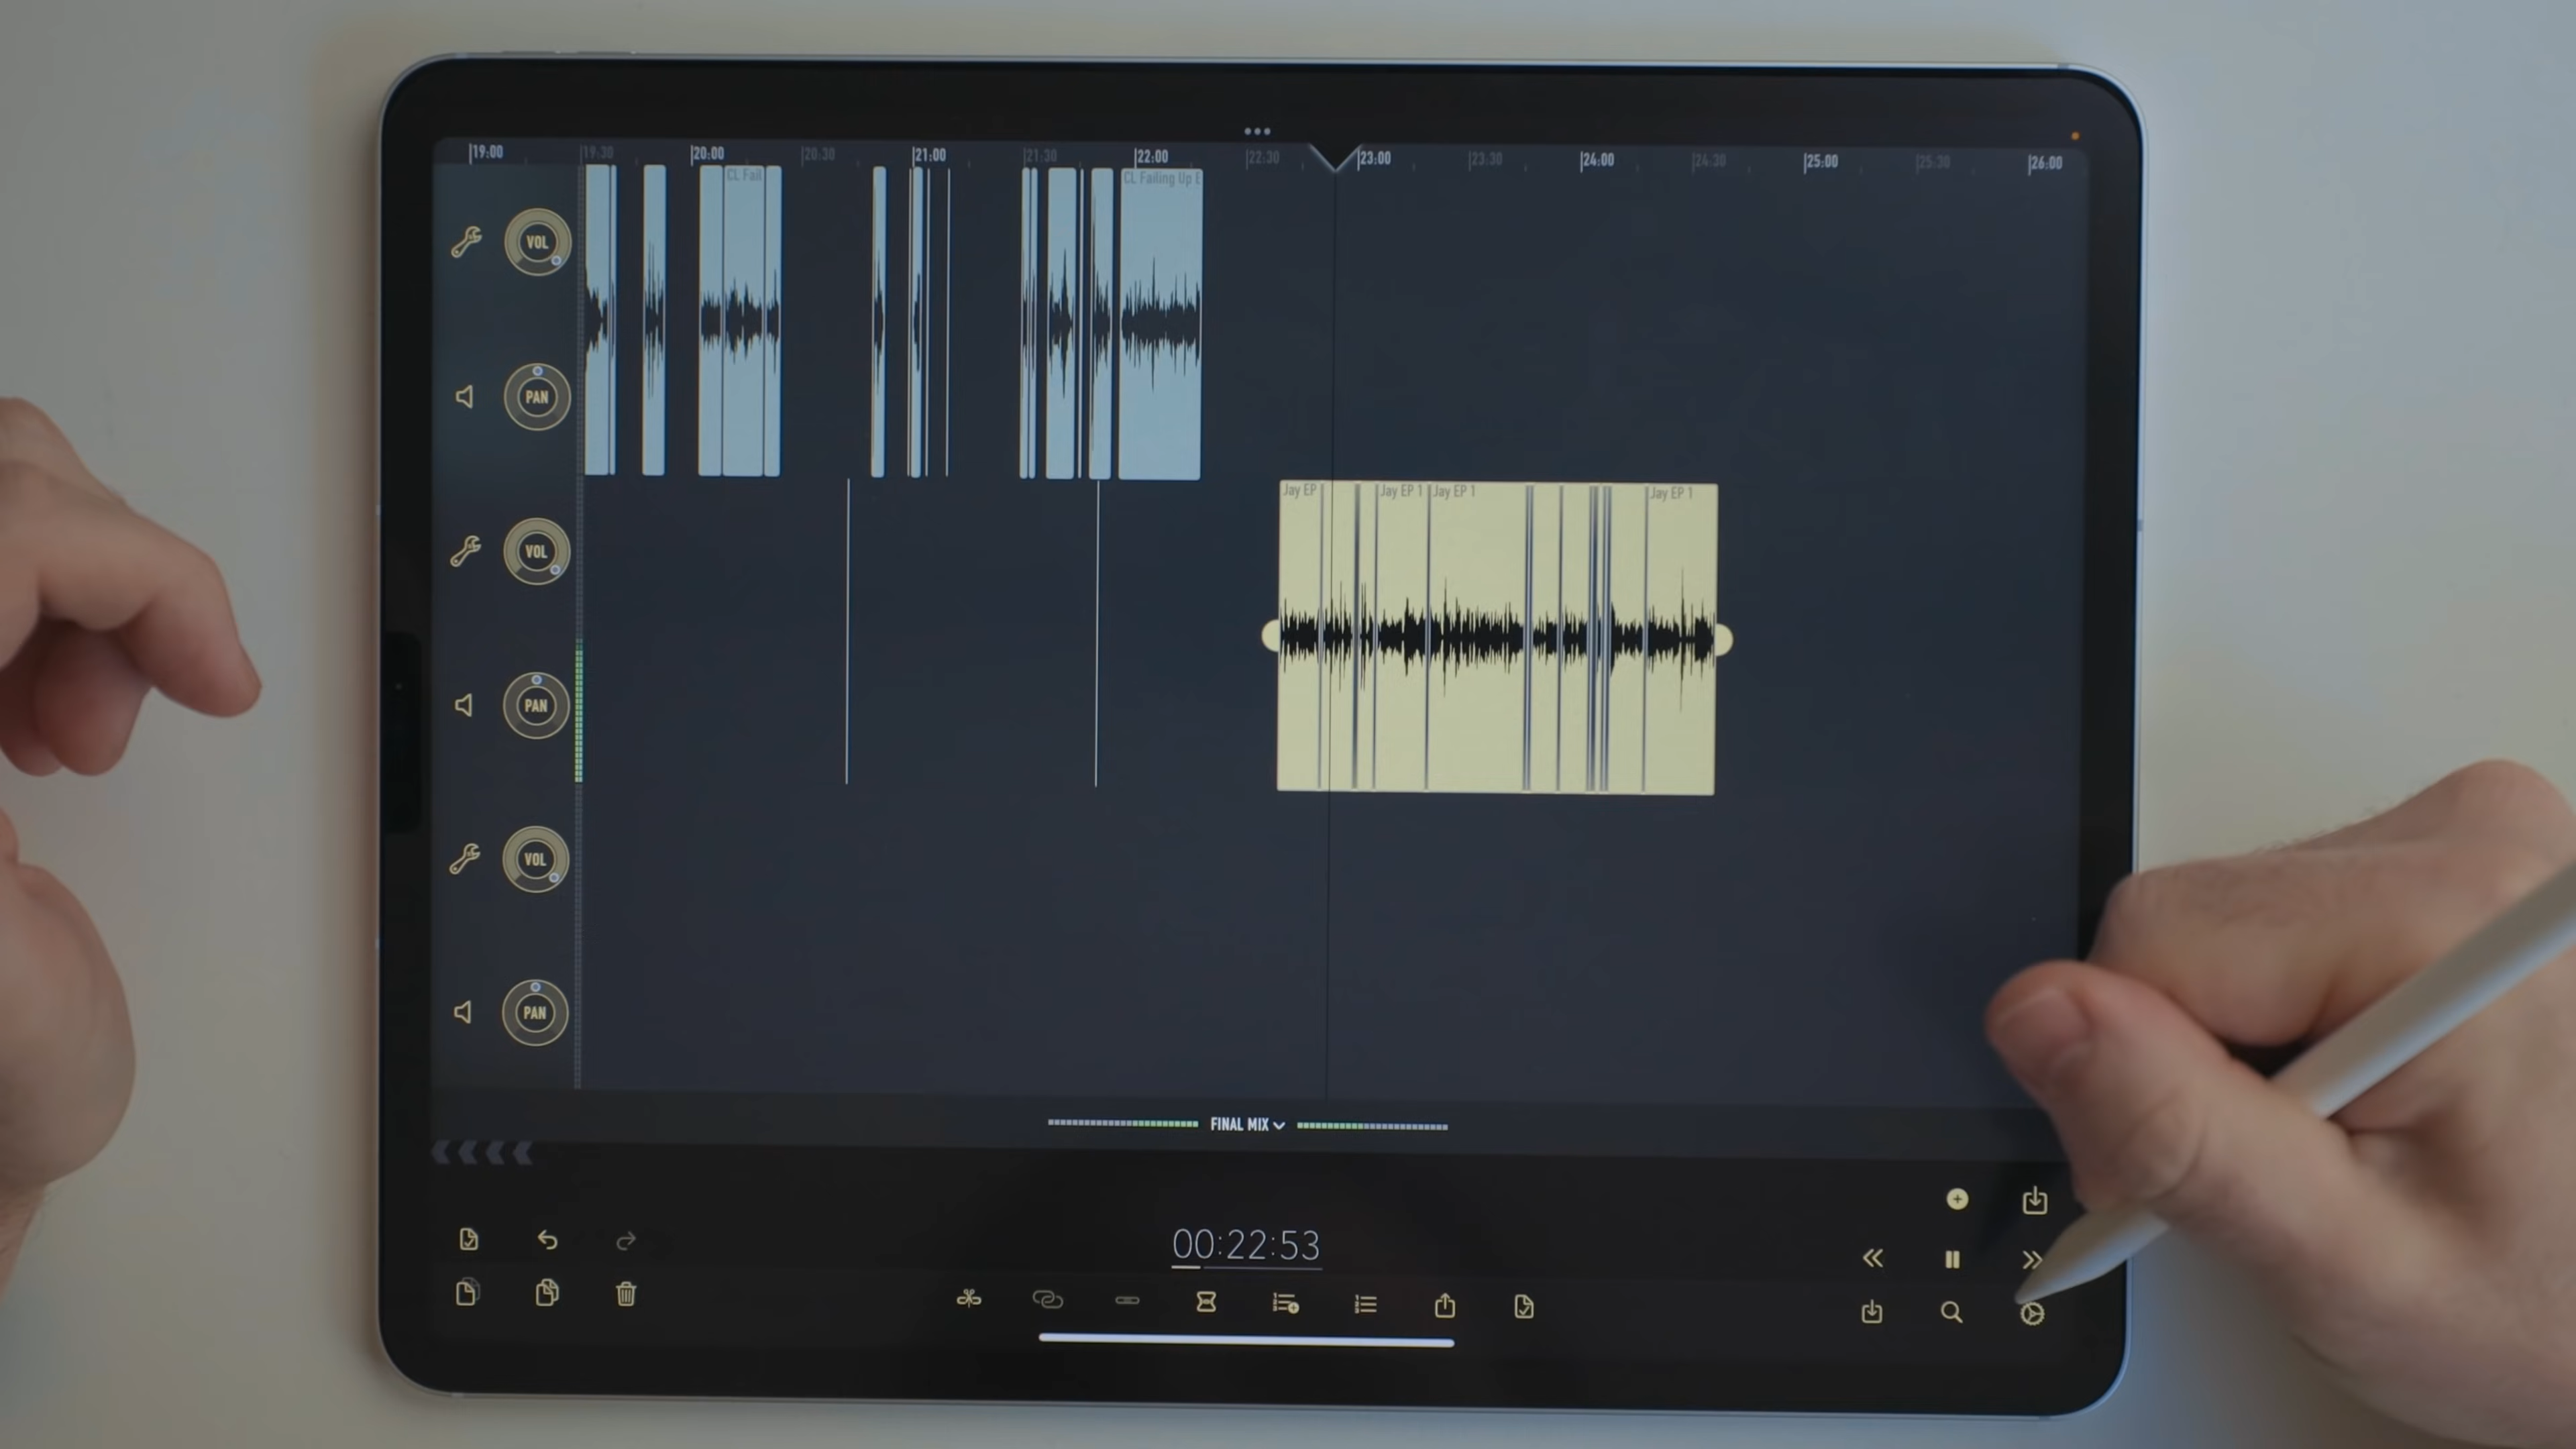 19:00 19:30 20:00 20:30 21:00 21:30 22:00 22:30 23:00 23:30 24:00 24:30 25:00 25:30 26:00
CL Fail CL Failing Up E
VOL
PAN
Jay EP Jay EP 1 Jay EP 1 Jay EP 1
VOL
PAN
VOL
PAN
FINAL MIX
00:22:53